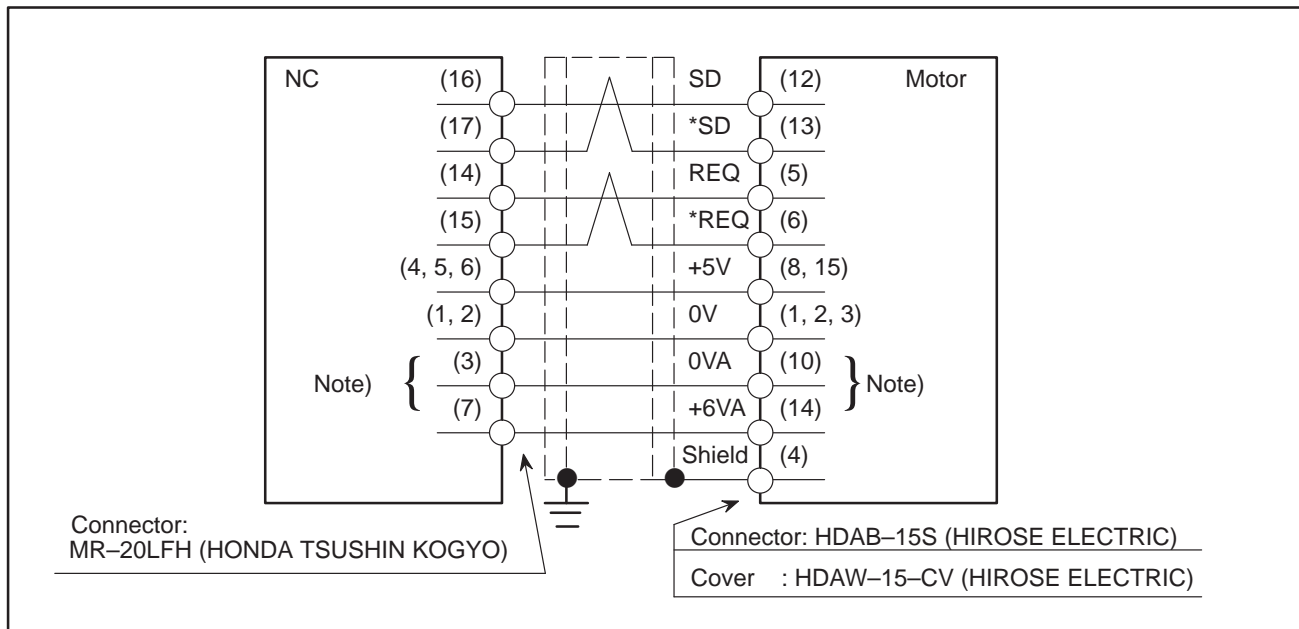 NC (16) SD (12) Motor
(17) *SD (13)
(14) REQ (5)
(15) *REQ (6)
(4, 5, 6) +5V (8, 15)
(1, 2) 0V (1, 2, 3)
Note) { (3) 0VA (10) } Note)
(7) +6VA (14)
Shield (4)
Connector:
MR–20LFH (HONDA TSUSHIN KOGYO)
Connector: HDAB–15S (HIROSE ELECTRIC)
Cover : HDAW–15–CV (HIROSE ELECTRIC)